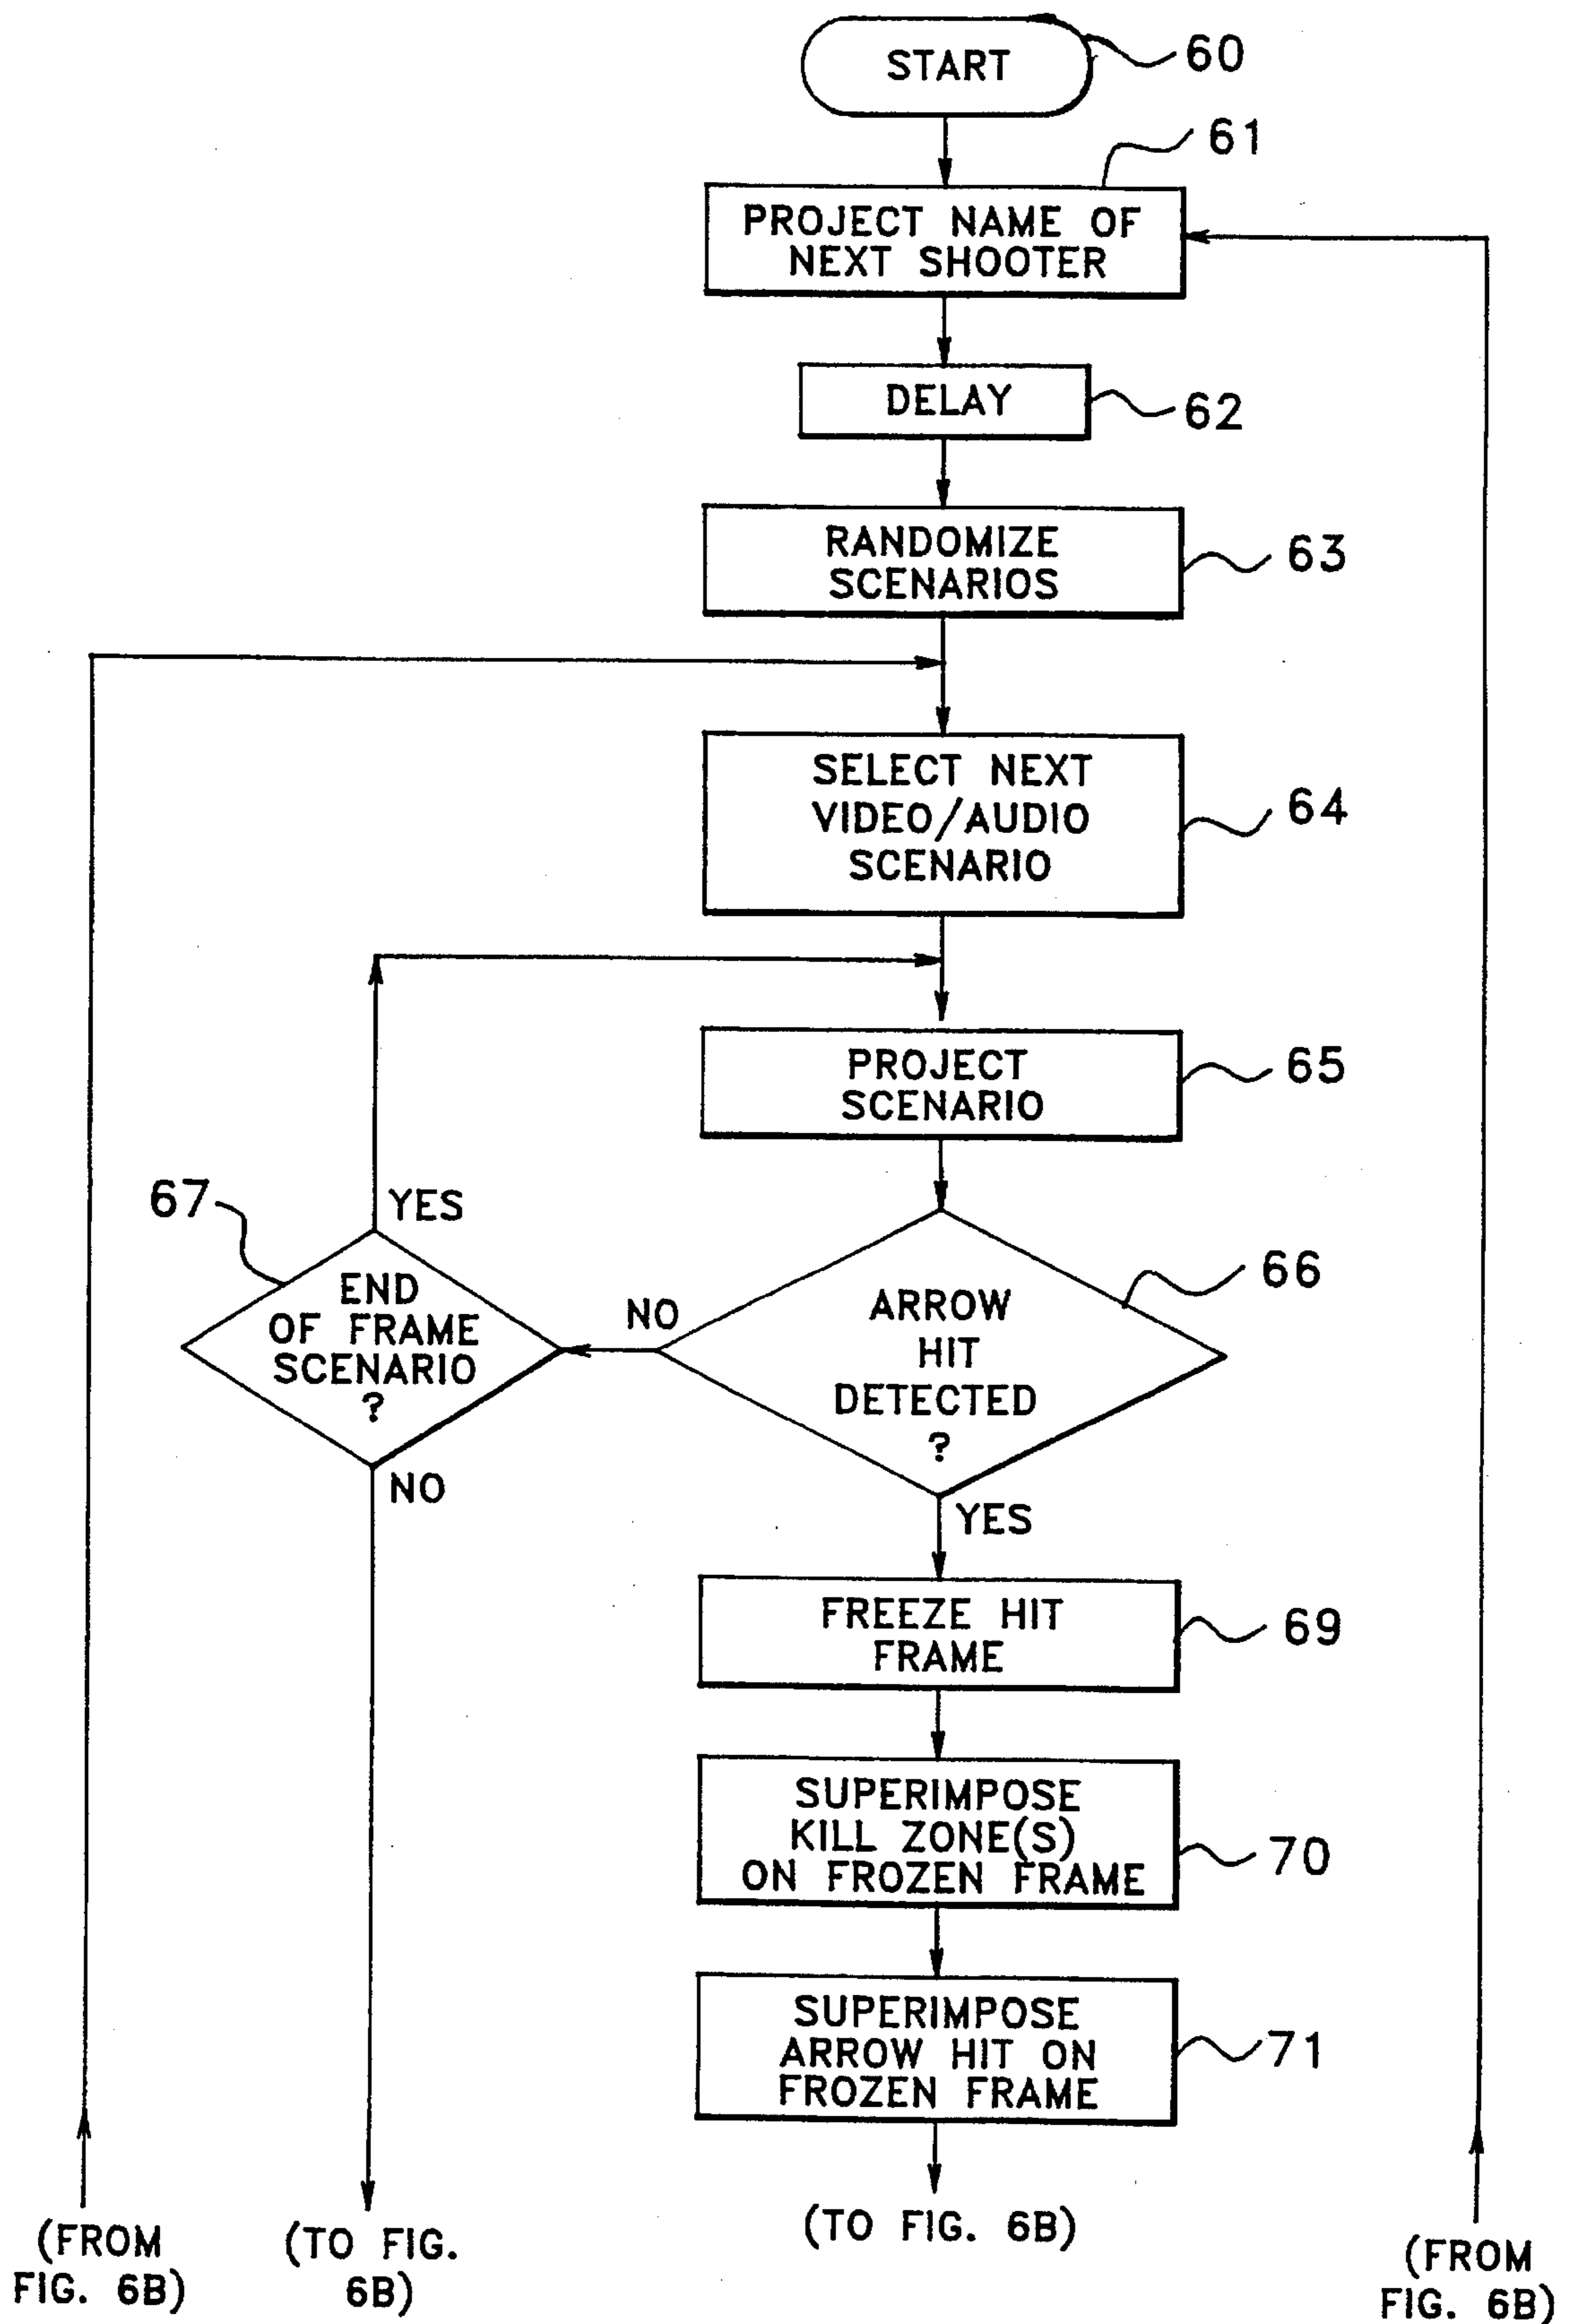 START
60
61
PROJECT NAME OF
NEXT SHOOTER
DELAY
62
RANDOMIZE
SCENARIOS
63
SELECT NEXT
VIDEO/AUDIO
SCENARIO
64
PROJECT
SCENARIO
65
67
YES
END
OF FRAME
SCENARIO
?
NO
NO
66
ARROW
HIT
DETECTED
?
YES
FREEZE HIT
FRAME
69
SUPERIMPOSE
KILL ZONE(S)
ON FROZEN FRAME
70
SUPERIMPOSE
ARROW HIT ON
FROZEN FRAME
71
(FROM
FIG. 6B)
(TO FIG.
6B)
(TO FIG. 6B)
(FROM
FIG. 6B)